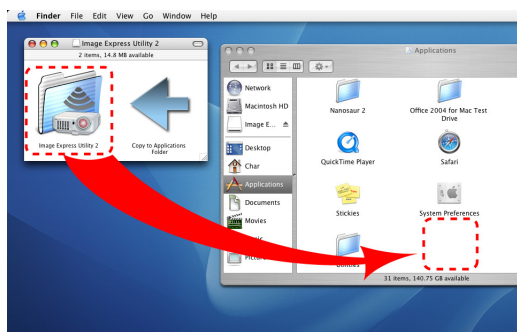 Finder File Edit View Go Window Help
Image Express Utility 2
2 items, 14.8 MB available
Image Express Utility 2
Copy to Applications
Folder
Applications
Network
Macintosh HD
Image E...
Desktop
Char
Applications
Documents
Movies
Nanosaur 2
Office 2004 for Mac Test
Drive
QuickTime Player
Safari
Stickies
System Preferences
31 items, 140.75 GB available